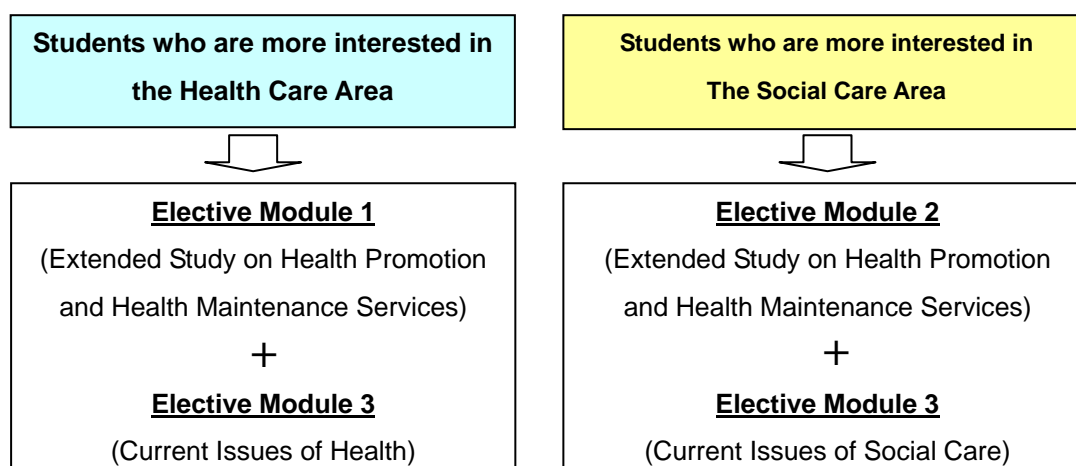 Students who are more interested in
the Health Care Area
Elective Module 1
(Extended Study on Health Promotion
and Health Maintenance Services)
+
Elective Module 3
(Current Issues of Health)
Students who are more interested in
The Social Care Area
Elective Module 2
(Extended Study on Health Promotion
and Health Maintenance Services)
+
Elective Module 3
(Current Issues of Social Care)